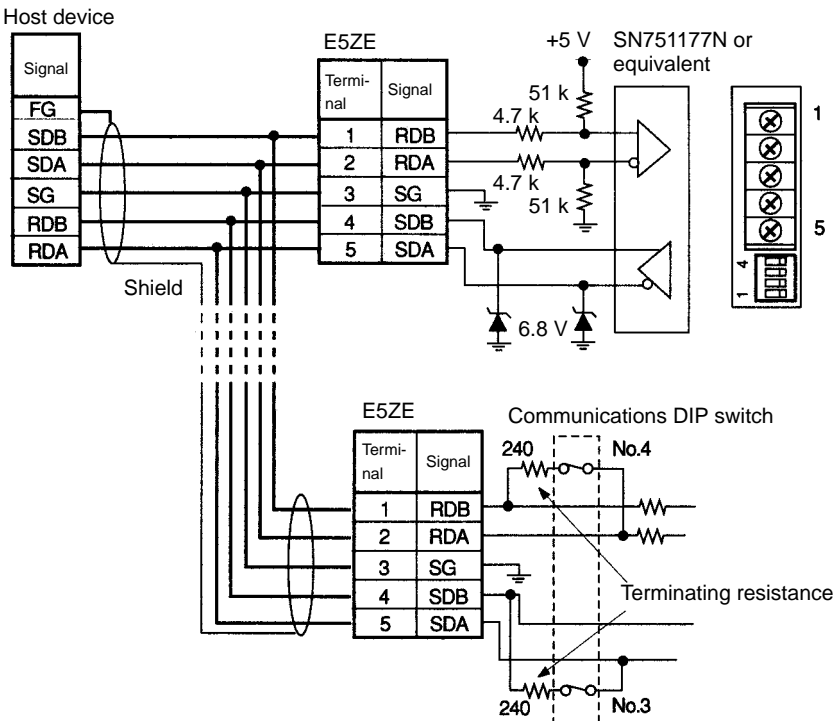 Host device
Signal
FG
SDB
SDA
SG
RDB
RDA
Shield
E5ZE
Termi-
nal
Signal
1 RDB
2 RDA
3 SG
4 SDB
5 SDA
+5 V
SN751177N or
equivalent
51 k
4.7 k
4.7 k
51 k
6.8 V
1
5
4
1
E5ZE
Termi-
nal
Signal
1 RDB
2 RDA
3 SG
4 SDB
5 SDA
Communications DIP switch
240
No.4
Terminating resistance
240
No.3